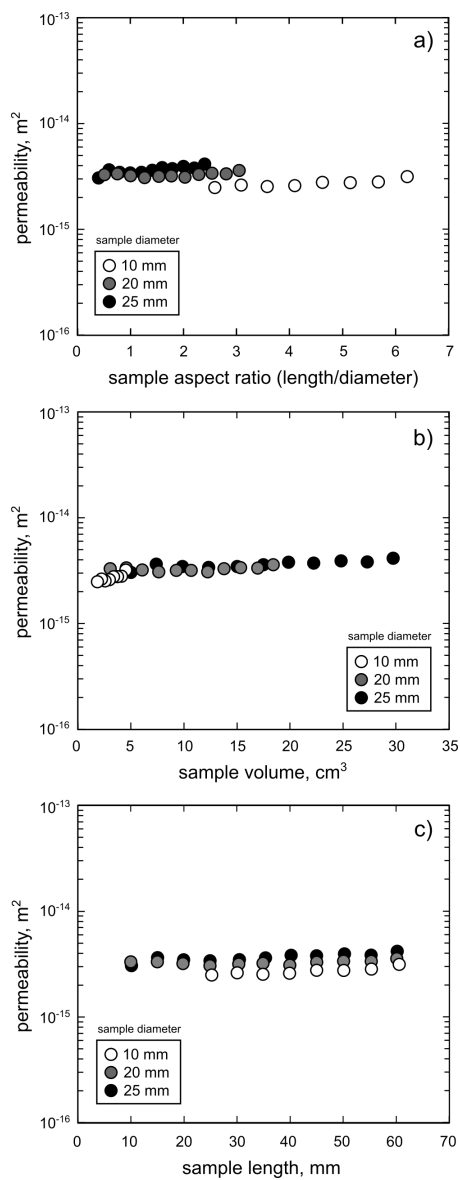 a)
10⁻¹³
10⁻¹⁴
10⁻¹⁵
10⁻¹⁶
permeability, m²
sample diameter
10 mm
20 mm
25 mm
0 1 2 3 4 5 6 7
sample aspect ratio (length/diameter)
b)
10⁻¹³
10⁻¹⁴
10⁻¹⁵
10⁻¹⁶
permeability, m²
sample diameter
10 mm
20 mm
25 mm
0 5 10 15 20 25 30 35
sample volume, cm³
c)
10⁻¹³
10⁻¹⁴
10⁻¹⁵
10⁻¹⁶
permeability, m²
sample diameter
10 mm
20 mm
25 mm
0 10 20 30 40 50 60 70
sample length, mm